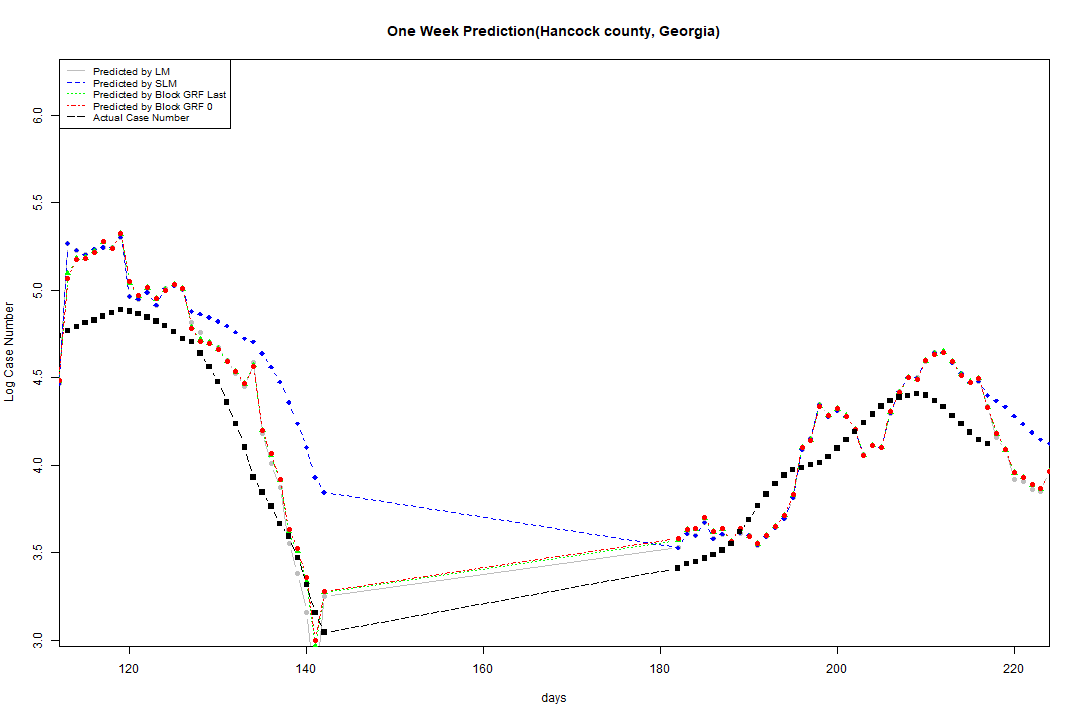 One Week Prediction(Hancock county, Georgia)
Predicted by LM
Predicted by SLM
Predicted by Block GRF Last
Predicted by Block GRF 0
Actual Case Number
6.0
5.5
5.0
4.5
4.0
3.5
3.0
Log Case Number
120 140 160 180 200 220
days